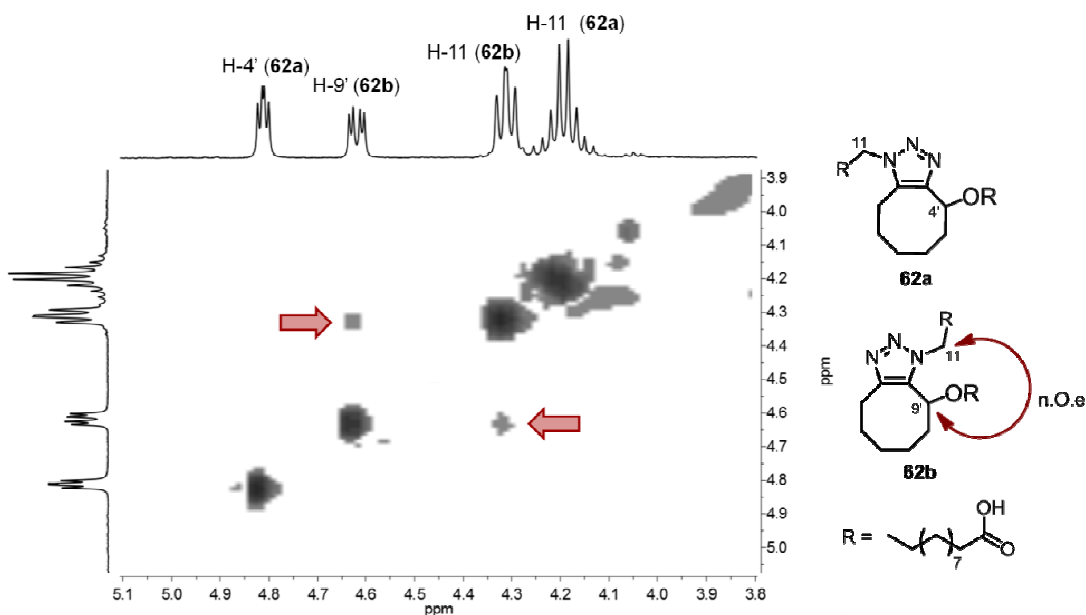 H-11 (62a)
H-11 (62b)
H-4' (62a)
H-9' (62b)
3.9
4.0
4.1
4.2
4.3
4.4
4.5
4.6
4.7
4.8
4.9
5.0
ppm
5.1 5.0 4.9 4.8 4.7 4.6 4.5 4.4 4.3 4.2 4.1 4.0 3.9 3.8
ppm
11
R
N
N
N
4'
OR
62a
R
N
N
N
11
9'
OR
n.O.e
62b
R =
7
OH
O